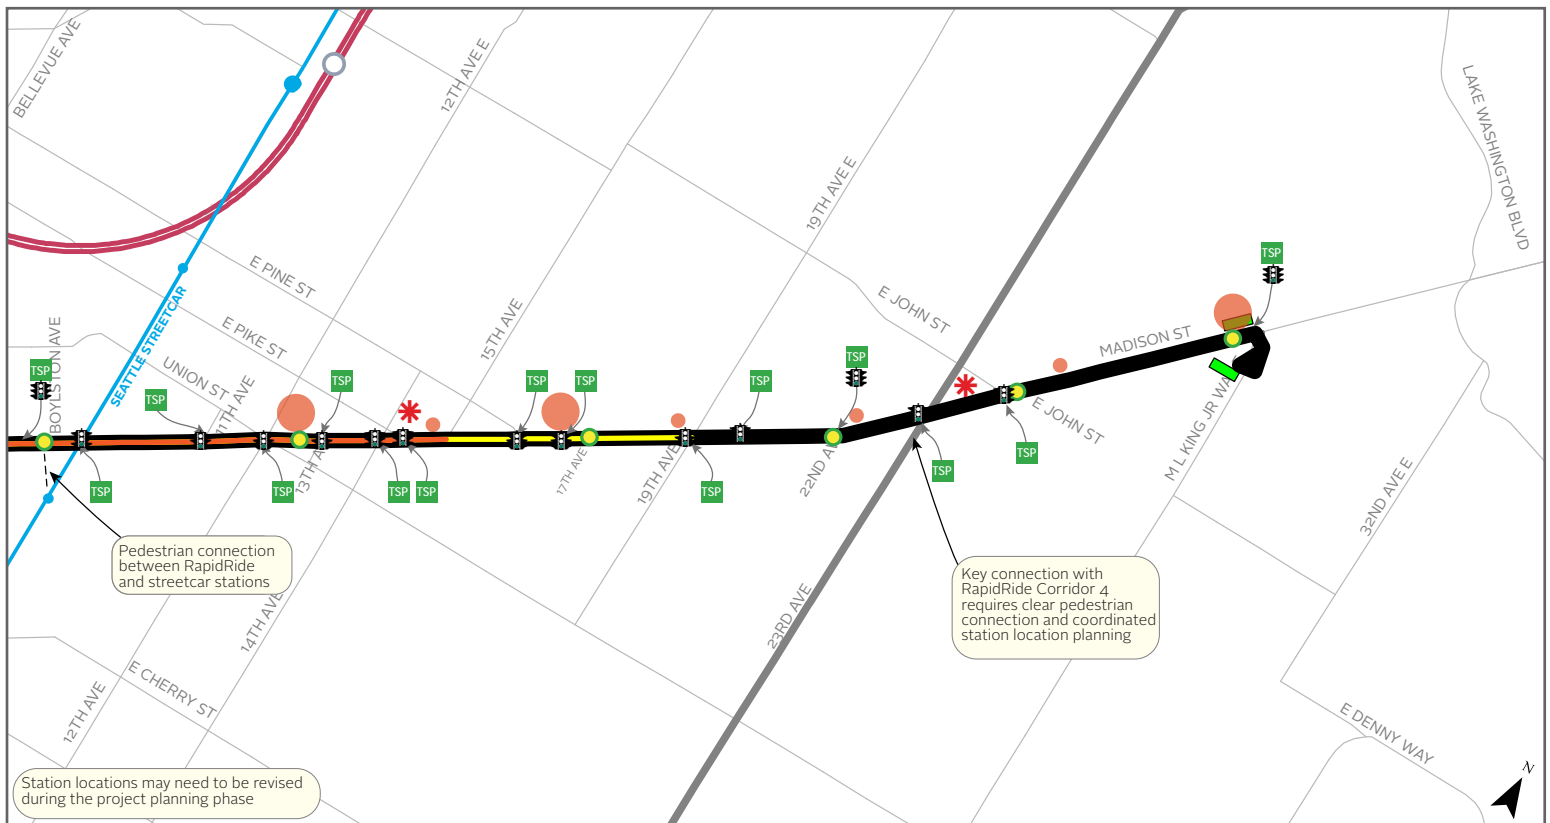 BELLEVUE AVE
12TH AVE E
LAKE WASHINGTON BLVD
19TH AVE E
E PINE ST
E JOHN ST
TSP
E PIKE ST
15TH AVE
SEATTLE STREETCAR
BOYLSTON AVE
UNION ST
11TH AVE
MADISON ST
TSP
TSP
TSP
TSP
TSP
TSP
TSP
E JOHN ST
13TH A
17TH AVE
19TH AVE
22ND A
TSP
TSP
M L KING JR WA
32ND AVE E
TSP
TSP
TSP
TSP
TSP
Pedestrian connection
between RapidRide
and streetcar stations
Key connection with
RapidRide Corridor 4
requires clear pedestrian
connection and coordinated
station location planning
14TH AVE
23RD AVE
E CHERRY ST
12TH AVE
E DENNY WAY
Station locations may need to be revised
during the project planning phase
N